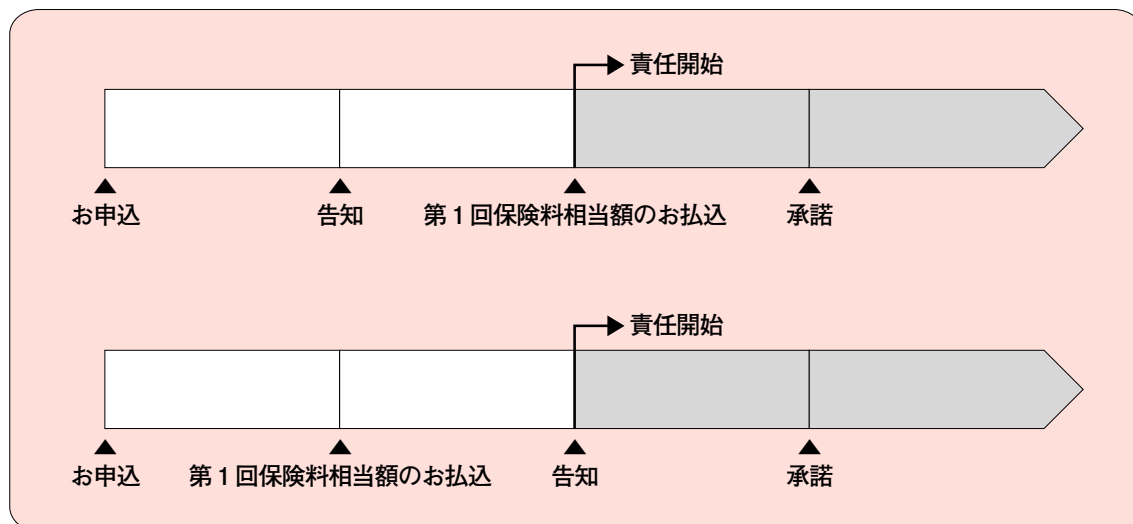 責任開始
お申込
告知
第1回保険料相当額のお払込
承諾
責任開始
お申込
第1回保険料相当額のお払込
告知
承諾